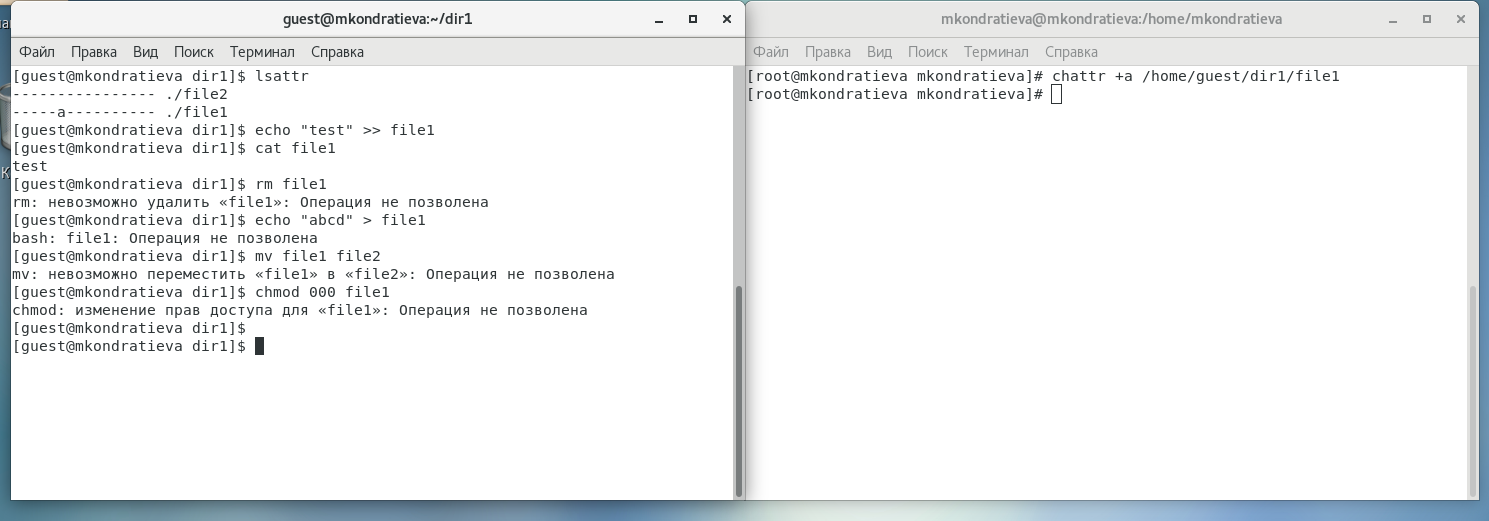 guest@mkondratieva:~/dir1
Файл Правка Вид Поиск Терминал Справка
[guest@mkondratieva dir1]$ lsattr
---------------- ./file2
-----a---------- ./file1
[guest@mkondratieva dir1]$ echo "test" >> file1
[guest@mkondratieva dir1]$ cat file1
test
[guest@mkondratieva dir1]$ rm file1
rm: невозможно удалить «file1»: Операция не позволена
[guest@mkondratieva dir1]$ echo "abcd" > file1
bash: file1: Операция не позволена
[guest@mkondratieva dir1]$ mv file1 file2
mv: невозможно переместить «file1» в «file2»: Операция не позволена
[guest@mkondratieva dir1]$ chmod 000 file1
chmod: изменение прав доступа для «file1»: Операция не позволена
[guest@mkondratieva dir1]$
[guest@mkondratieva dir1]$
mkondratieva@mkondratieva:/home/mkondratieva
Файл Правка Вид Поиск Терминал Справка
[root@mkondratieva mkondratieva]# chattr +a /home/guest/dir1/file1
[root@mkondratieva mkondratieva]#